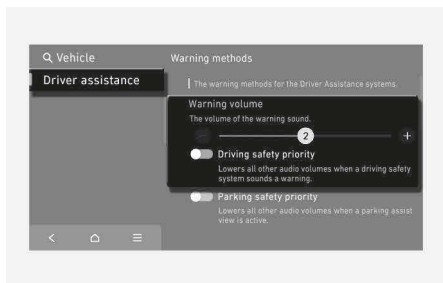 Vehicle
Warning methods
Driver assistance
The warning methods for the Driver Assistance systems.
Warning volume
The volume of the warning sound.
2
Driving safety priority
Lowers all other audio volumes when a driving safety
system sounds a warning.
Parking safety priority
Lowers all other audio volumes when a parking assist
view is active.